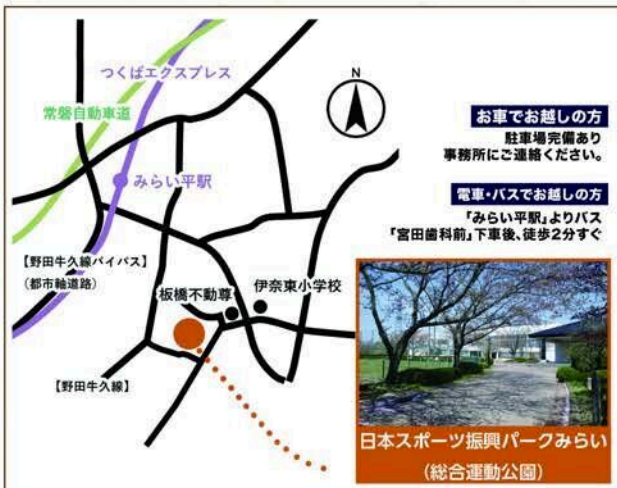 つくばエクスプレス
常磐自動車道
みらい平駅
N
お車でお越しの方
駐車場完備あり
事務所にご連絡ください。
電車・バスでお越しの方
「みらい平駅」よりバス
「宮田歯科前」下車後、徒歩2分すぐ
【野田牛久線バイパス】
（都市軸道路）
板橋不動尊
伊奈東小学校
【野田牛久線】
日本スポーツ振興パークみらい
（総合運動公園）